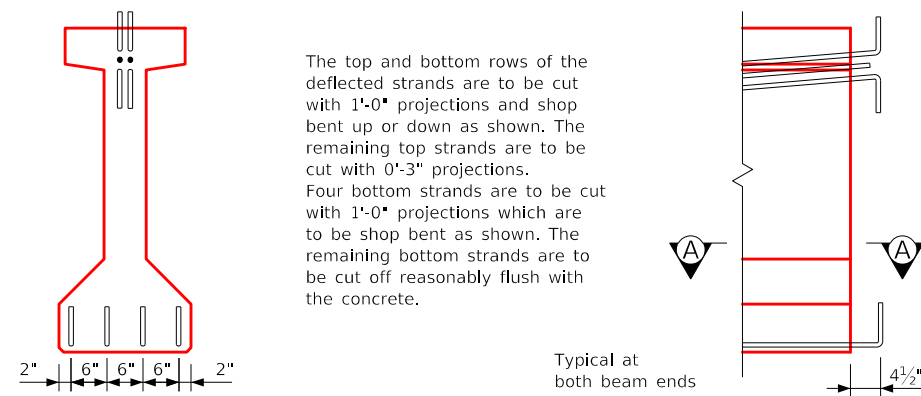 The top and bottom rows of the
deflected strands are to be cut
with 1'-0" projections and shop
bent up or down as shown. The
remaining top strands are to be
cut with 0'-3" projections.
Four bottom strands are to be cut
with 1'-0" projections which are
to be shop bent as shown. The
remaining bottom strands are to
be cut off reasonably flush with
the concrete.
A A
2" 6" 6" 6" 2"
Typical at
both beam ends
4½"